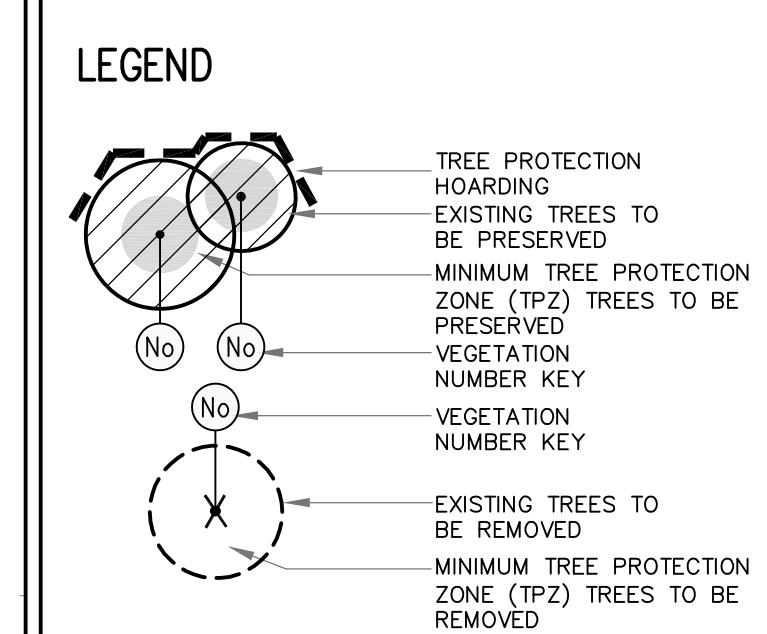 LEGEND
TREE PROTECTION
HOARDING
EXISTING TREES TO
BE PRESERVED
MINIMUM TREE PROTECTION
ZONE (TPZ) TREES TO BE
PRESERVED
No
No
VEGETATION
NUMBER KEY
No
VEGETATION
NUMBER KEY
EXISTING TREES TO
BE REMOVED
MINIMUM TREE PROTECTION
ZONE (TPZ) TREES TO BE
REMOVED